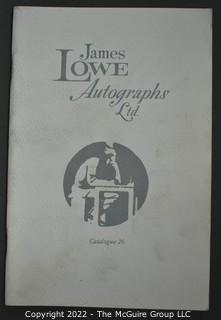 James
LOWE
Autographs
Ltd.
Catalogue 26
Copyright 2022 - The McGuire Group LLC